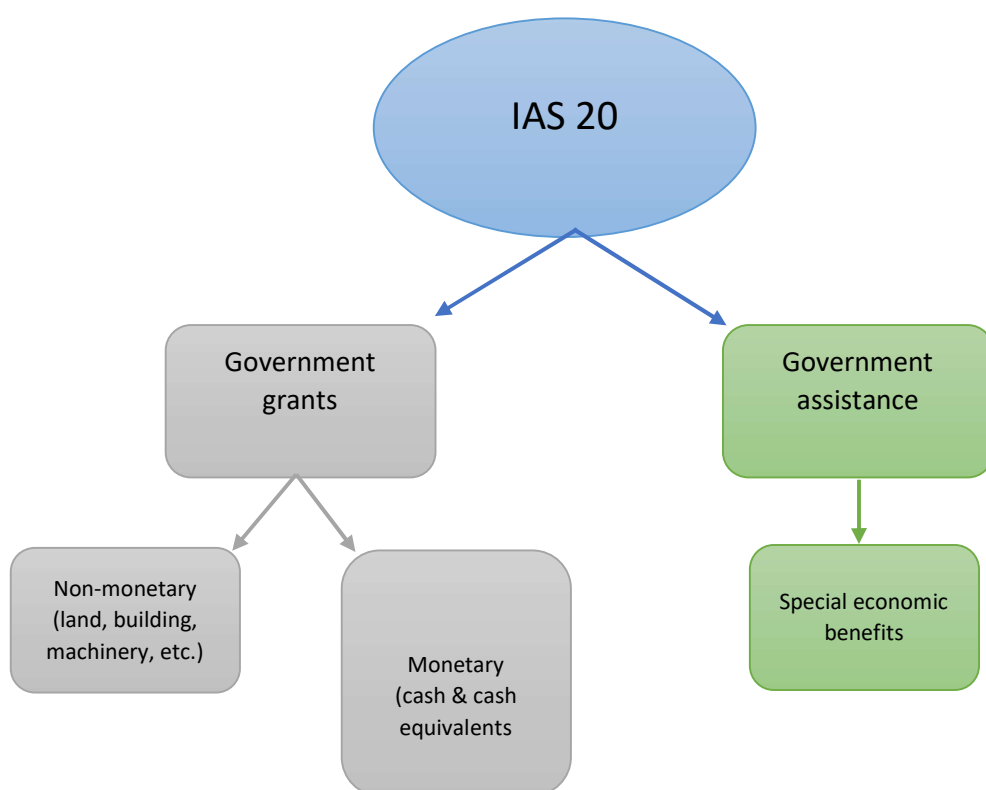 IAS 20
Government
grants
Government
assistance
Non-monetary
(land, building,
machinery, etc.)
Monetary
(cash & cash
equivalents
Special economic
benefits